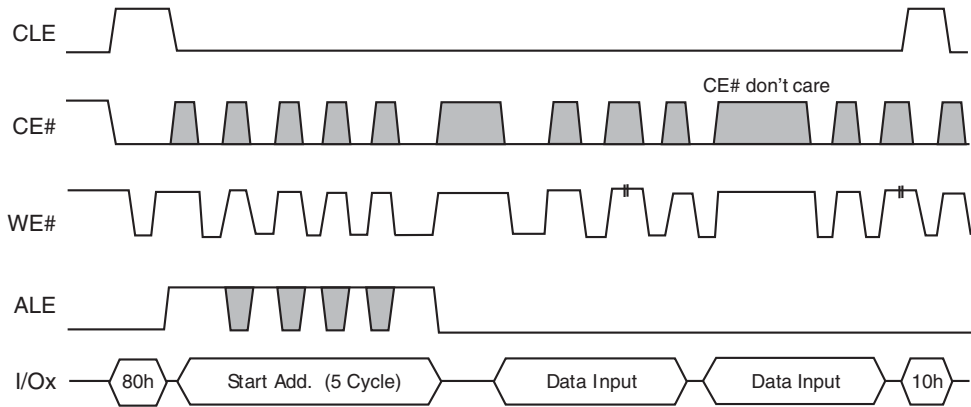 CLE
CE# don't care
CE#
WE#
ALE
I/Ox 80h Start Add. (5 Cycle) Data Input Data Input 10h